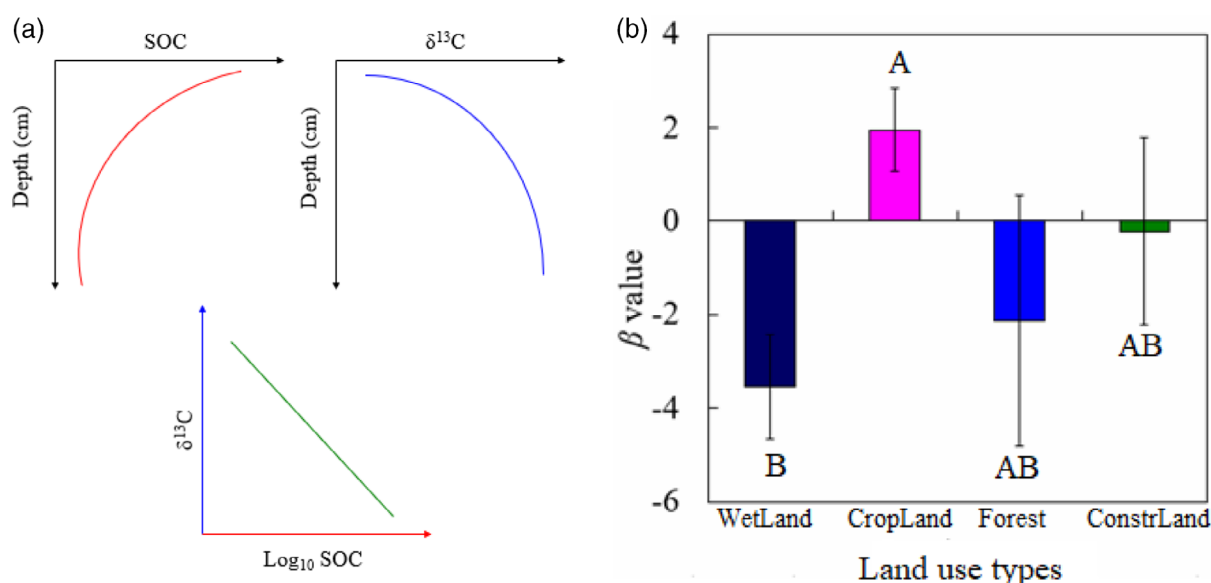 (a)
SOC
Depth (cm)
δ¹³C
Depth (cm)
δ¹³C
Log₁₀ SOC
(b)
4
2
0
-2
-4
-6
β value
A
B
AB
AB
WetLand CropLand Forest ConstrLand
Land use types